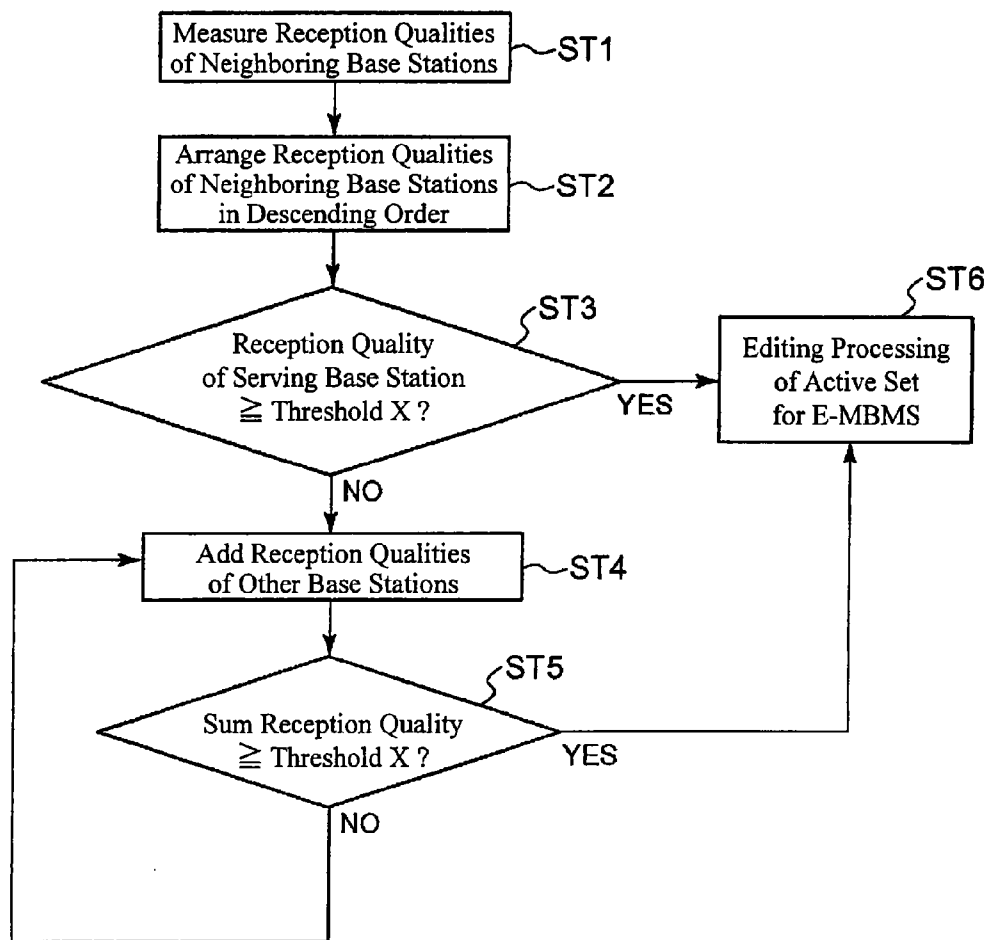 Measure Reception Qualities
of Neighboring Base Stations
ST1
Arrange Reception Qualities
of Neighboring Base Stations
in Descending Order
ST2
ST3
Reception Quality
of Serving Base Station
≧ Threshold X ?
YES
NO
ST6
Editing Processing
of Active Set
for E-MBMS
Add Reception Qualities
of Other Base Stations
ST4
ST5
Sum Reception Quality
≧ Threshold X ?
YES
NO